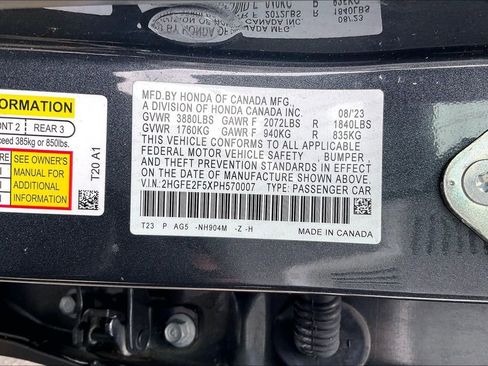 ORMATION
ONT 2 | REAR 3
xceed 385kg or 850lbs.
SEE OWNER'S
MANUAL FOR
ADDITIONAL
INFORMATION
T20 A1
MFD.BY HONDA OF CANADA MFG.,
A DIVISION OF HONDA CANADA INC. 08/'23
GVWR 3880LBS GAWR F 2072LBS R 1840LBS
GVWR 1760KG GAWR F 940KG R 835KG
THIS VEHICLE CONFORMS TO ALL APPLICABLE
FEDERAL MOTOR VEHICLE SAFETY , BUMPER ,
AND THEFT PREVENTION STANDARDS IN EFFECT
ON THE DATE OF MANUFACTURE SHOWN ABOVE.
V.I.N.: 2HGFE2F5XPH570007 TYPE: PASSENGER CAR
T23 P AG5 -NH904M -Z -H
MADE IN CANADA